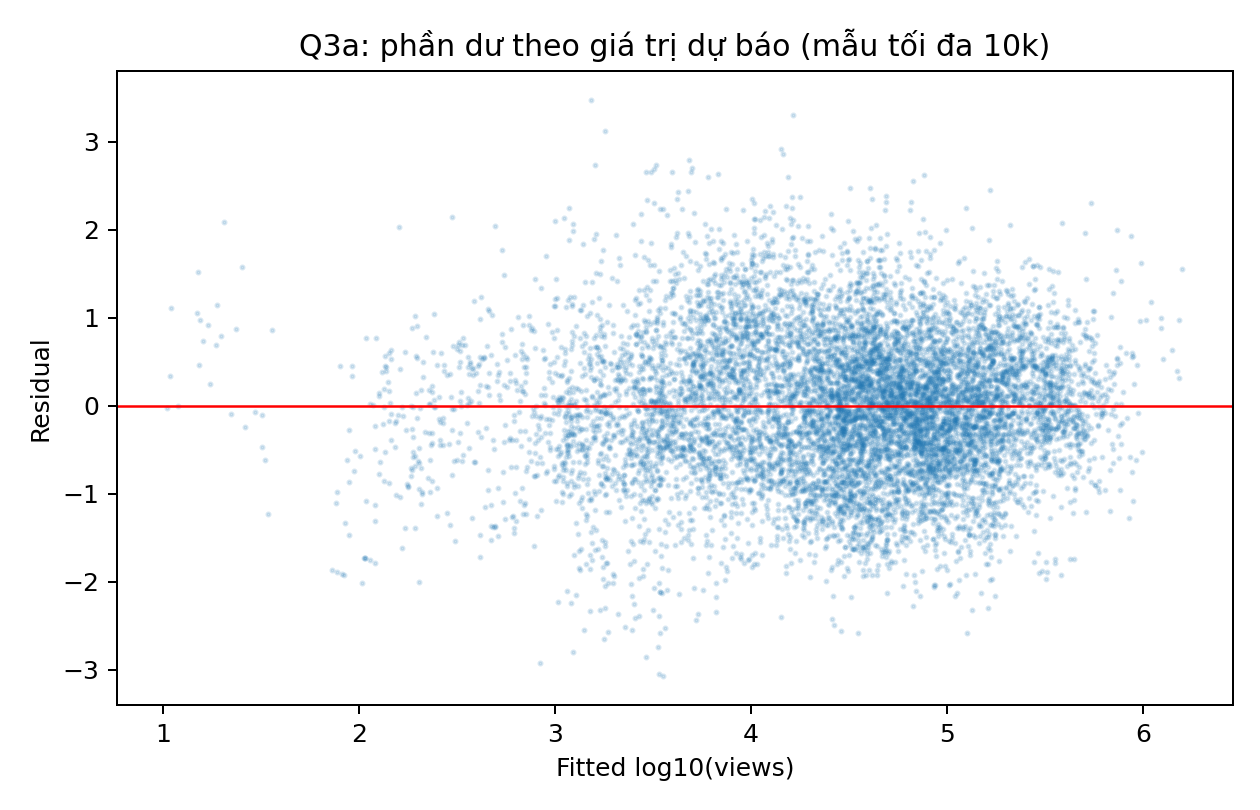 Q3a: phần dư theo giá trị dự báo (mẫu tối đa 10k)
3
2
1
0
−1
−2
−3
Residual
1 2 3 4 5 6
Fitted log10(views)